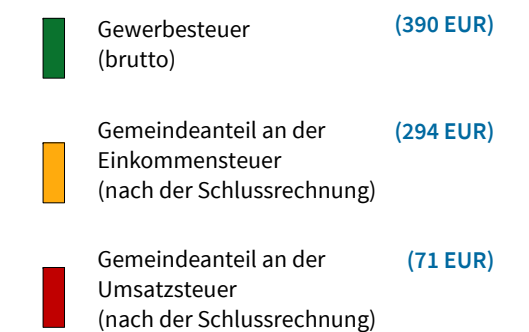 Gewerbesteuer (390 EUR)
(brutto)
Gemeindeanteil an der (294 EUR)
Einkommensteuer
(nach der Schlussrechnung)
Gemeindeanteil an der (71 EUR)
Umsatzsteuer
(nach der Schlussrechnung)